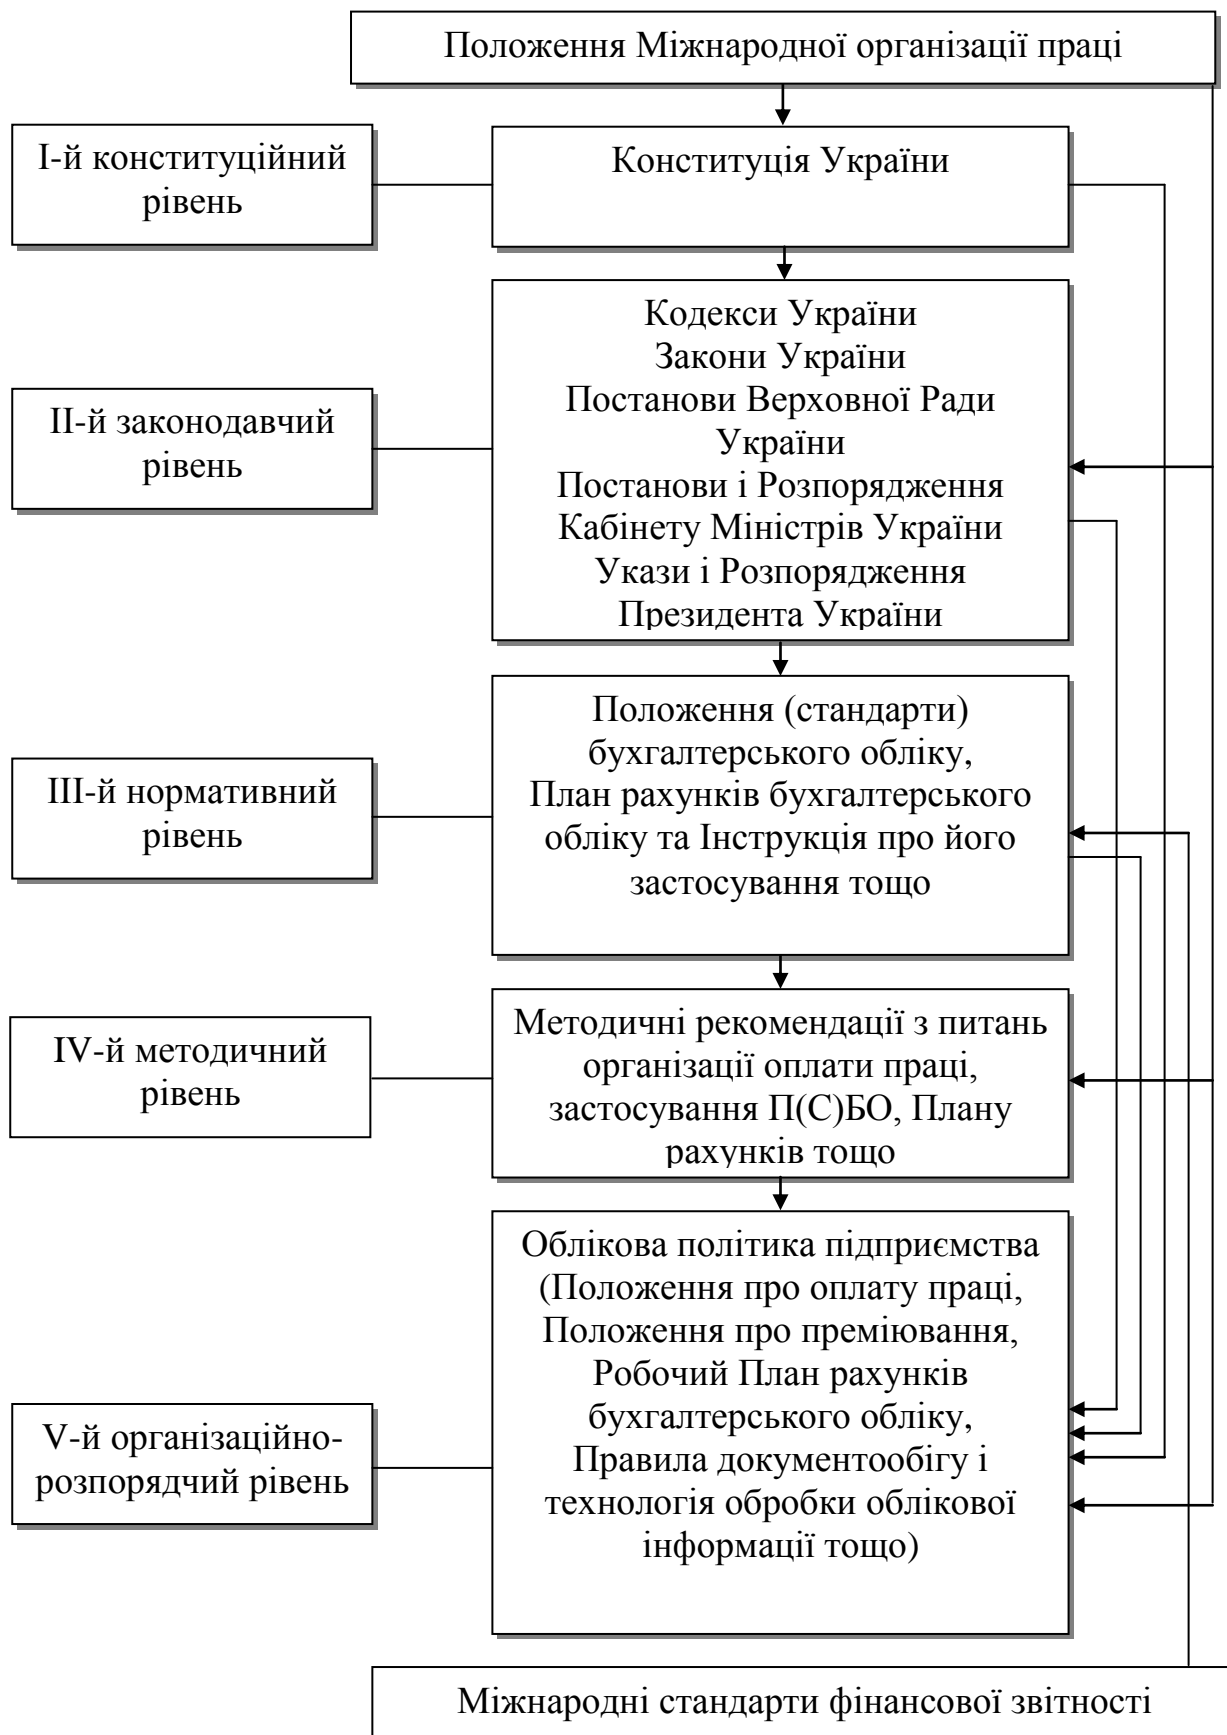 Положення Міжнародної організації праці
І-й конституційний
рівень
Конституція України
ІІ-й законодавчий
рівень
Кодекси України
Закони України
Постанови Верховної Ради
України
Постанови і Розпорядження
Кабінету Міністрів України
Укази і Розпорядження
Президента України
ІІІ-й нормативний
рівень
Положення (стандарти)
бухгалтерського обліку,
План рахунків бухгалтерського
обліку та Інструкція про його
застосування тощо
IV-й методичний
рівень
Методичні рекомендації з питань
організації оплати праці,
застосування П(С)БО, Плану
рахунків тощо
V-й організаційно-
розпорядчий рівень
Облікова політика підприємства
(Положення про оплату праці,
Положення про преміювання,
Робочий План рахунків
бухгалтерського обліку,
Правила документообігу і
технологія обробки облікової
інформації тощо)
Міжнародні стандарти фінансової звітності